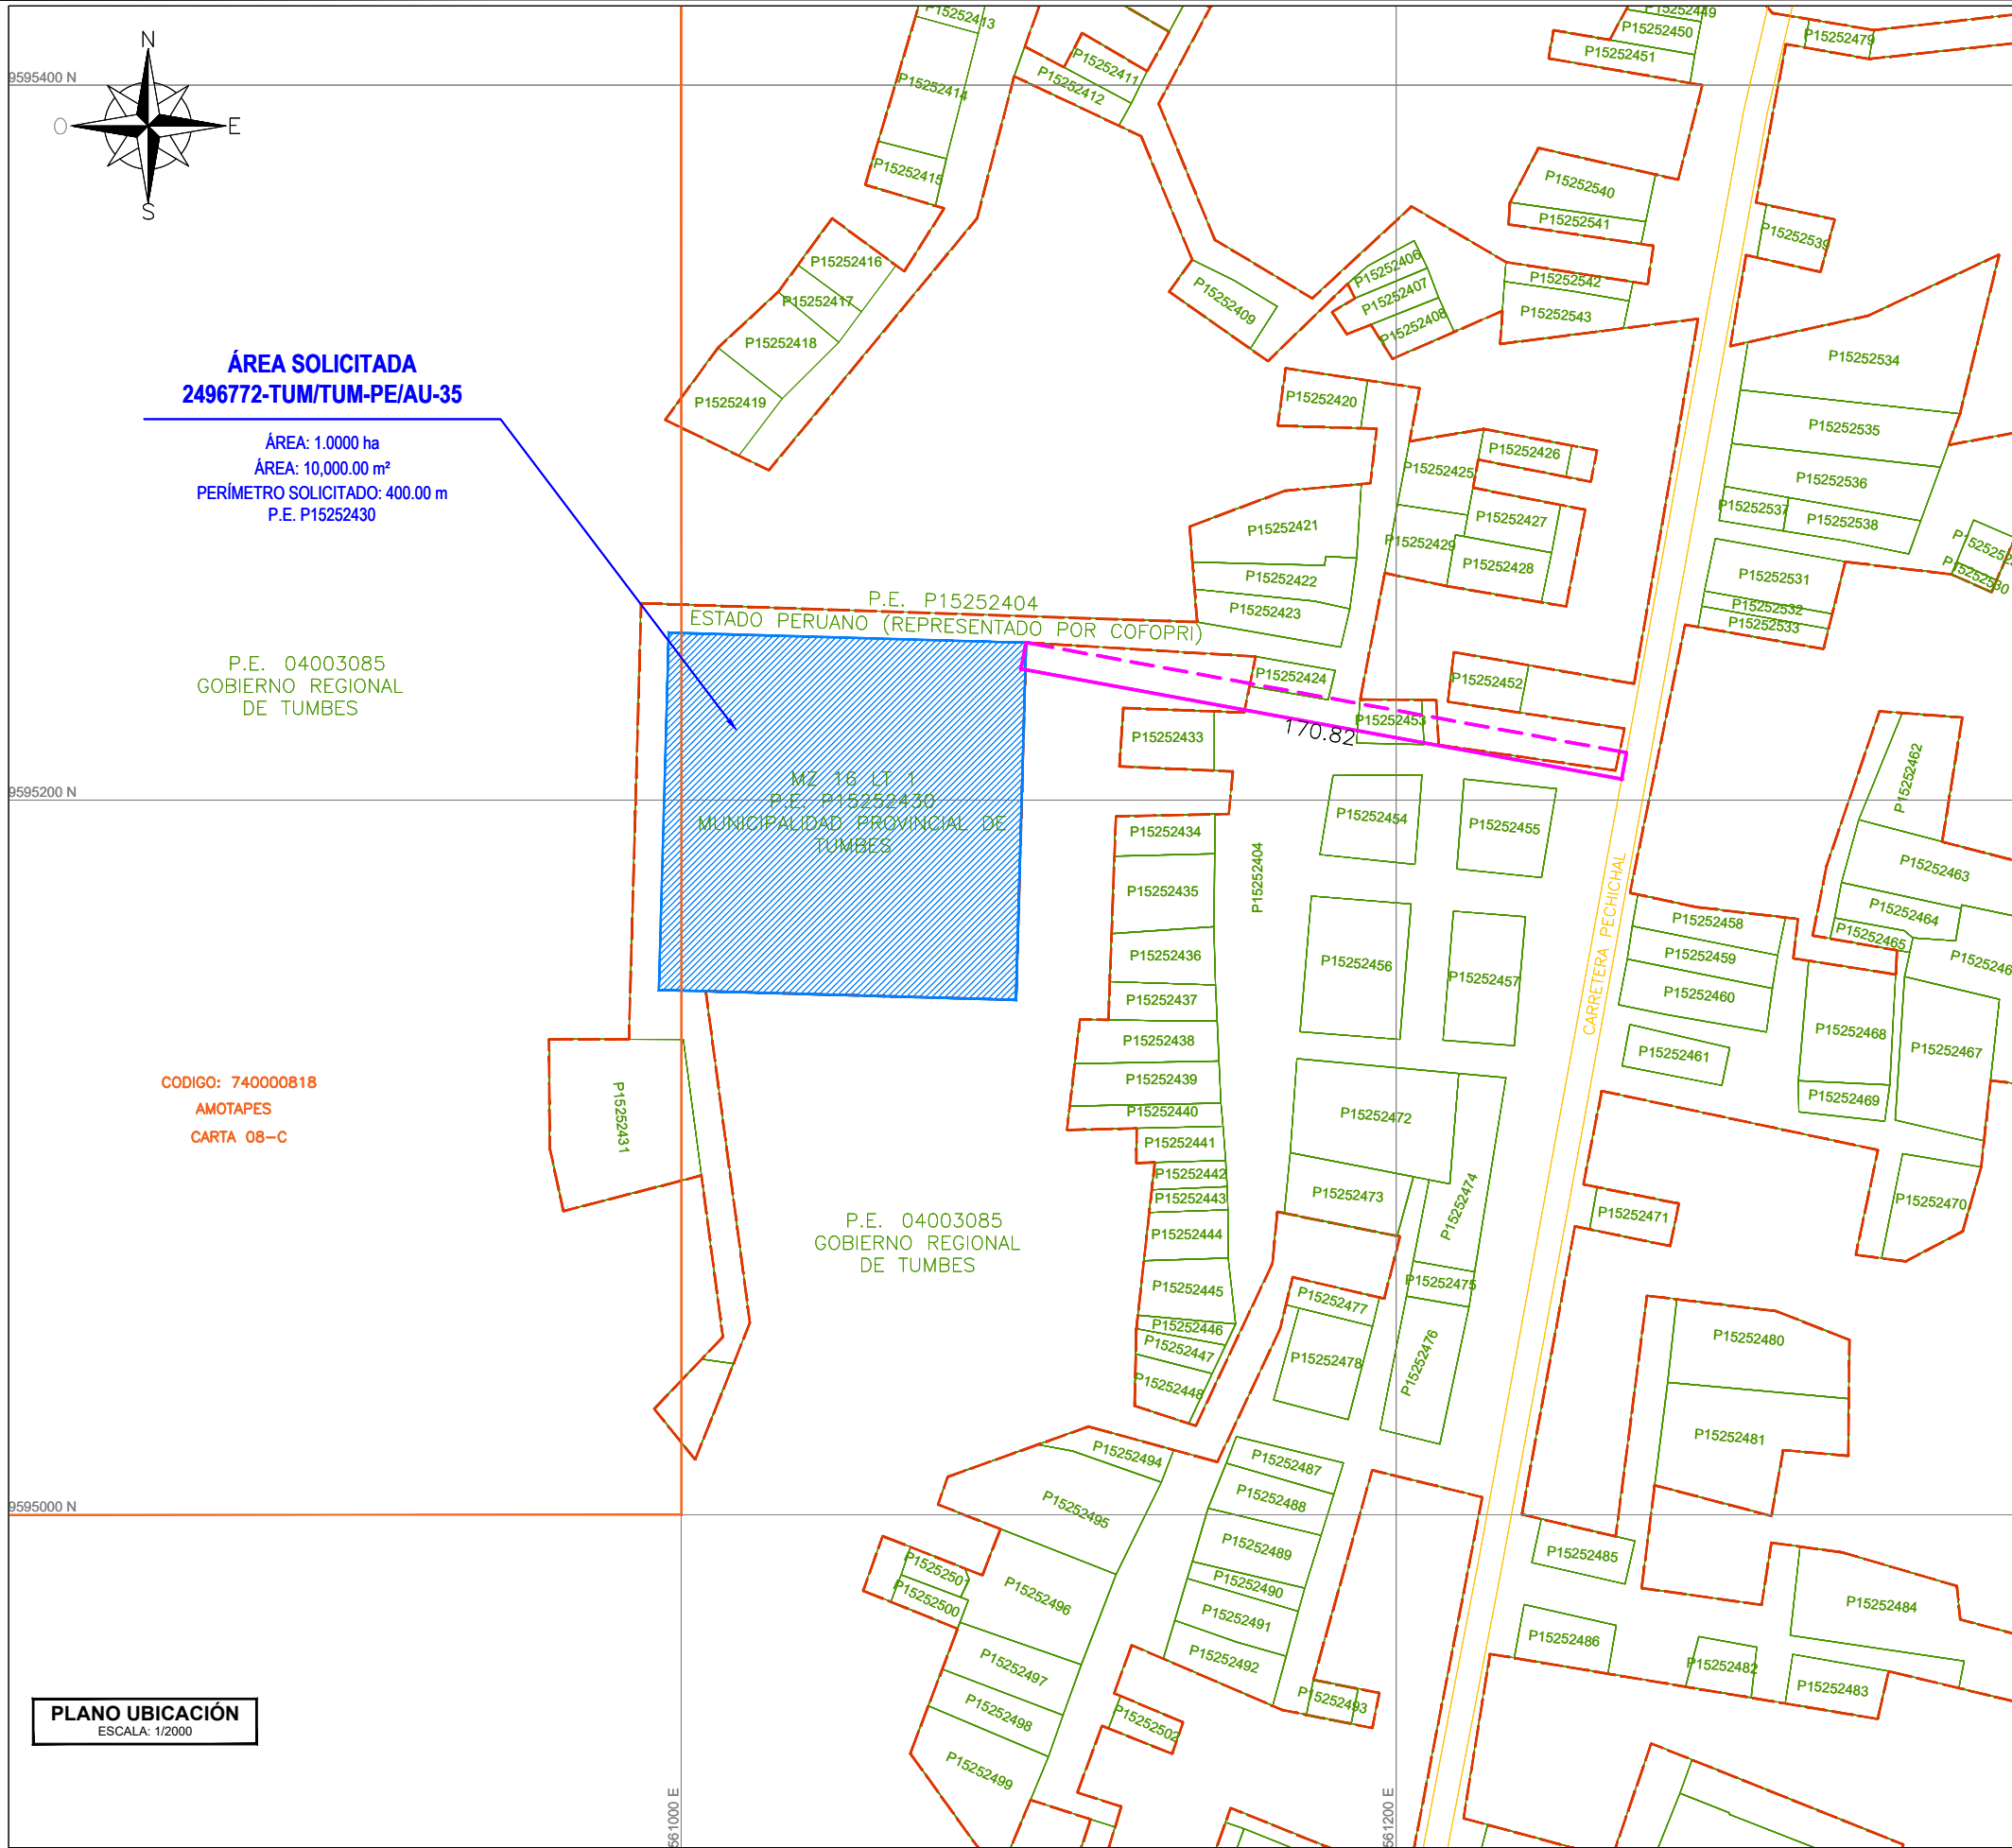 N
O
E
S
9595400 N
9595200 N
9595000 N
561000 E
561200 E
ÁREA SOLICITADA
2496772-TUM/TUM-PE/AU-35
ÁREA: 1.0000 ha
ÁREA: 10,000.00 m²
PERÍMETRO SOLICITADO: 400.00 m
P.E. P15252430
P.E. 04003085
GOBIERNO REGIONAL
DE TUMBES
CODIGO: 740000818
AMOTAPES
CARTA 08-C
P.E. P15252404
ESTADO PERUANO (REPRESENTADO POR COFOPRI)
MZ 16 LT 1
P.E. P15252430
MUNICIPALIDAD PROVINCIAL DE
TUMBES
P.E. 04003085
GOBIERNO REGIONAL
DE TUMBES
170.82
CARRETERA PECHICHAL
P15252404
P15252413
P15252414
P15252415
P15252416
P15252417
P15252418
P15252419
P15252411
P15252412
P15252409
P15252406
P15252407
P15252408
P15252449
P15252450
P15252451
P15252479
P15252540
P15252541
P15252539
P15252542
P15252543
P15252534
P15252535
P15252536
P15252537
P15252538
P15252531
P15252532
P15252533
P15252530
P15252420
P15252421
P15252422
P15252423
P15252424
P15252425
P15252426
P15252427
P15252428
P15252429
P15252452
P15252453
P15252433
P15252434
P15252435
P15252436
P15252437
P15252438
P15252439
P15252440
P15252441
P15252442
P15252443
P15252444
P15252445
P15252446
P15252447
P15252448
P15252431
P15252454
P15252455
P15252456
P15252457
P15252458
P15252459
P15252460
P15252461
P15252462
P15252463
P15252464
P15252465
P15252467
P15252468
P15252469
P15252470
P15252471
P15252472
P15252473
P15252474
P15252475
P15252476
P15252477
P15252478
P15252480
P15252481
P15252482
P15252483
P15252484
P15252485
P15252486
P15252487
P15252488
P15252489
P15252490
P15252491
P15252492
P15252493
P15252494
P15252495
P15252496
P15252497
P15252498
P15252499
P15252500
P15252501
P15252502
PLANO UBICACIÓN
ESCALA: 1/2000